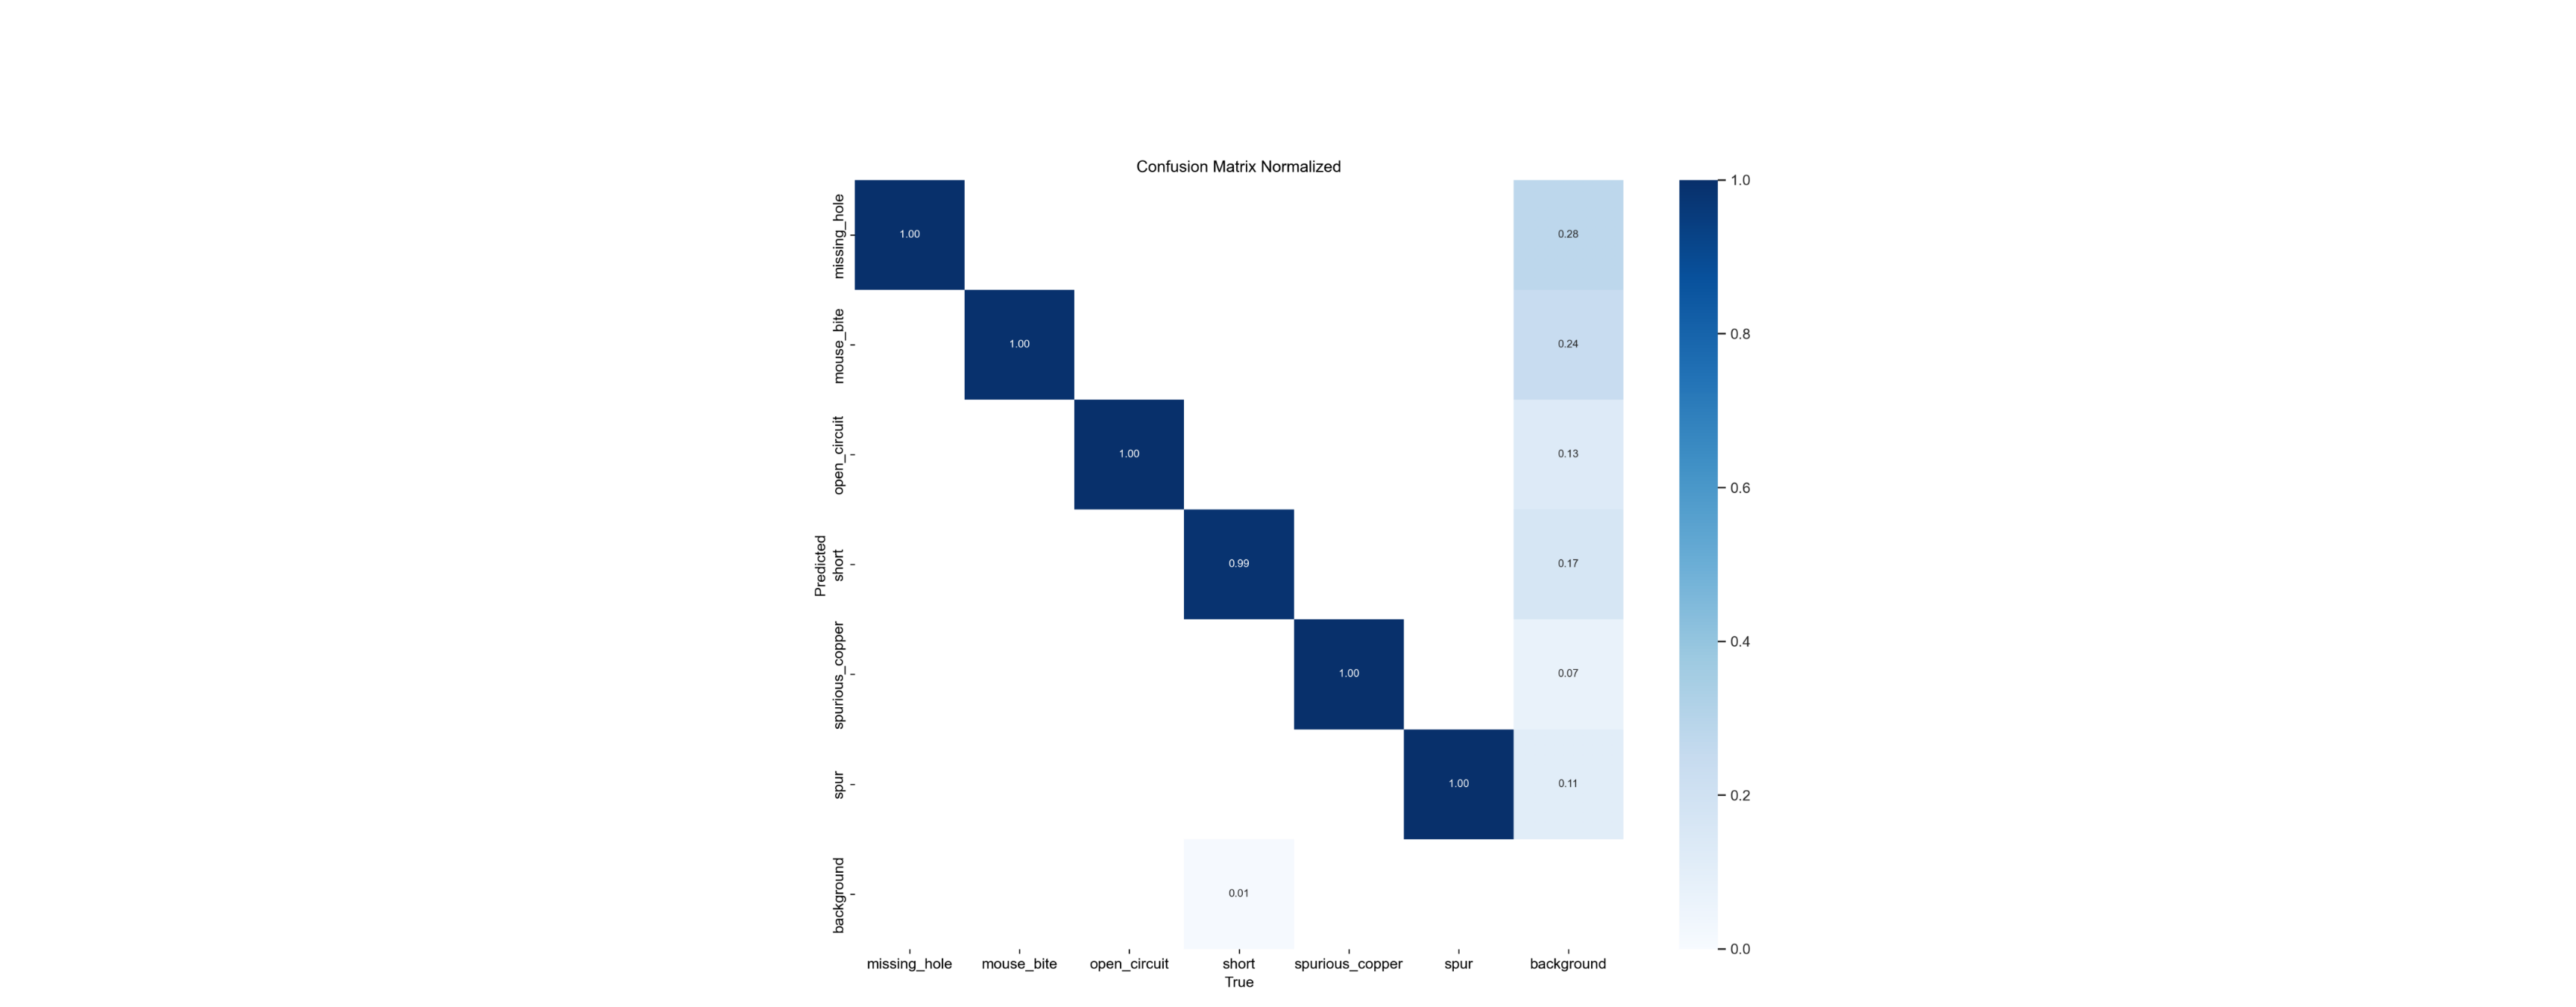 Confusion Matrix Normalized
missing_hole
1.00
0.28
mouse_bite
1.00
0.24
open_circuit
1.00
0.13
Predicted
short
0.99
0.17
spurious_copper
1.00
0.07
spur
1.00
0.11
background
0.01
missing_hole mouse_bite open_circuit short spurious_copper spur background
True
1.0
0.8
0.6
0.4
0.2
0.0